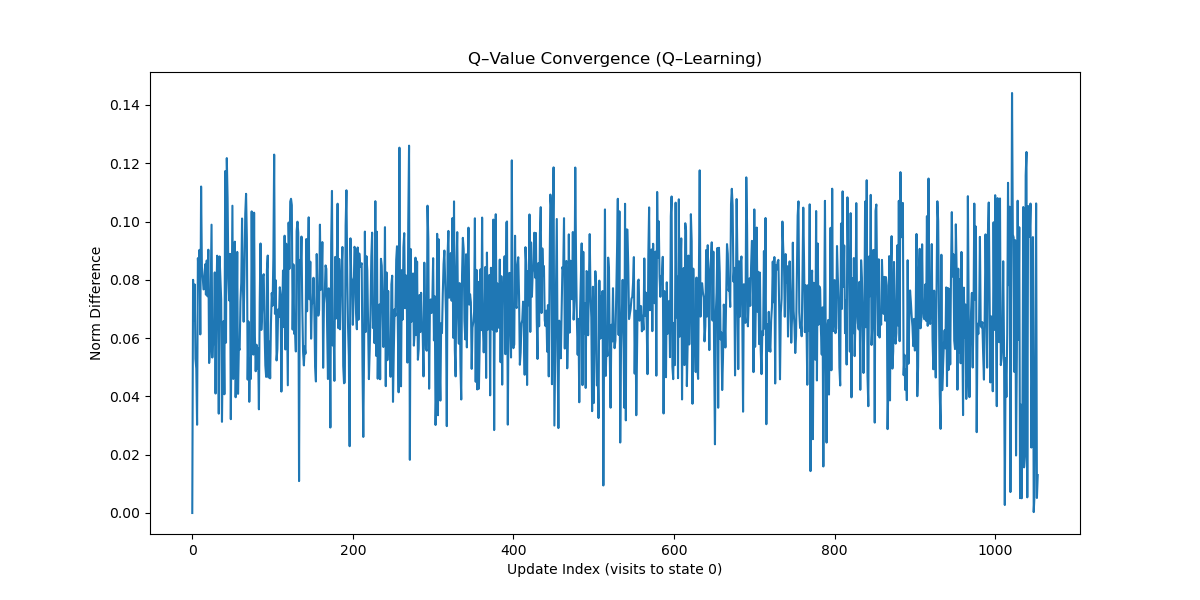 Q–Value Convergence (Q–Learning)
Norm Difference
0.14
0.12
0.10
0.08
0.06
0.04
0.02
0.00
0 200 400 600 800 1000
Update Index (visits to state 0)